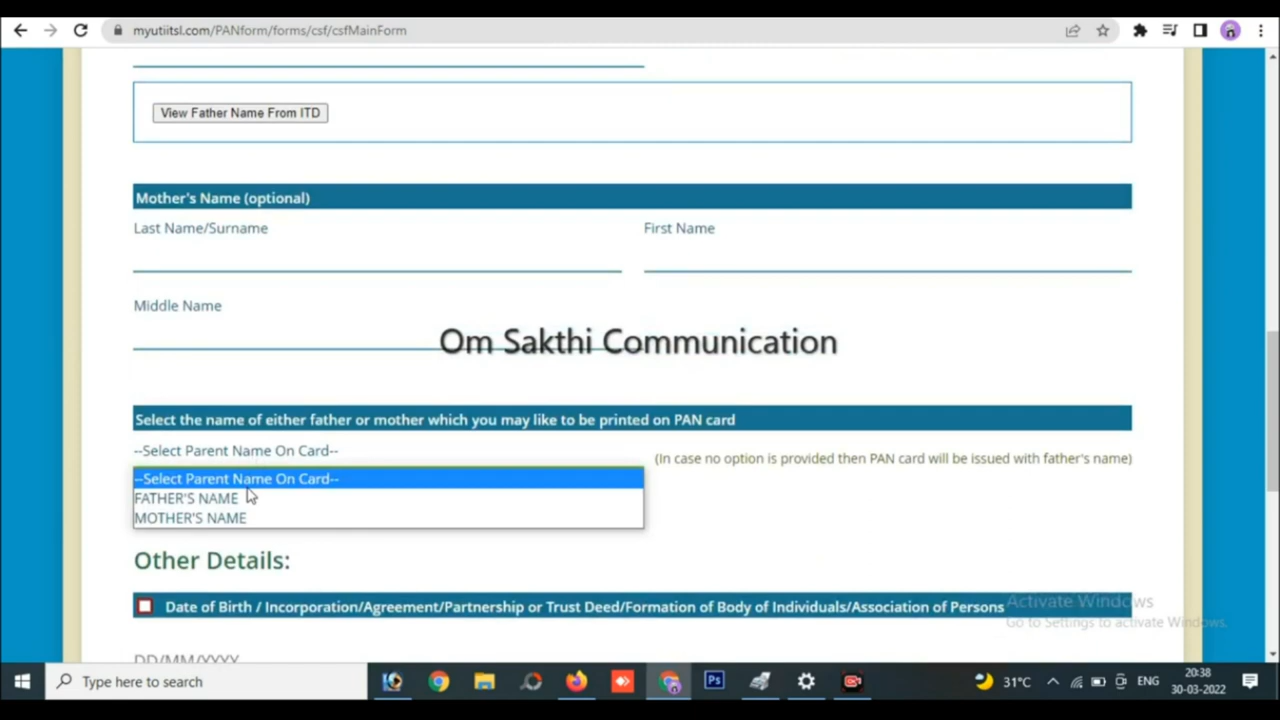 myutiitsl.com/PANform/forms/csf/csfMainForm
View Father Name From ITD
Mother's Name (optional)
Last Name/Surname First Name
Middle Name
Om Sakthi Communication
Select the name of either father or mother which you may like to be printed on PAN card
--Select Parent Name On Card--
(In case no option is provided then PAN card will be issued with father's name)
--Select Parent Name On Card--
FATHER'S NAME
MOTHER'S NAME
Other Details:
Date of Birth / Incorporation/Agreement/Partnership or Trust Deed/Formation of Body of Individuals/Association of Persons
Activate Windows
Go to Settings to activate Windows.
DD/MM/YYYY
Type here to search Ps 31°C ENG 20:38
30-03-2022